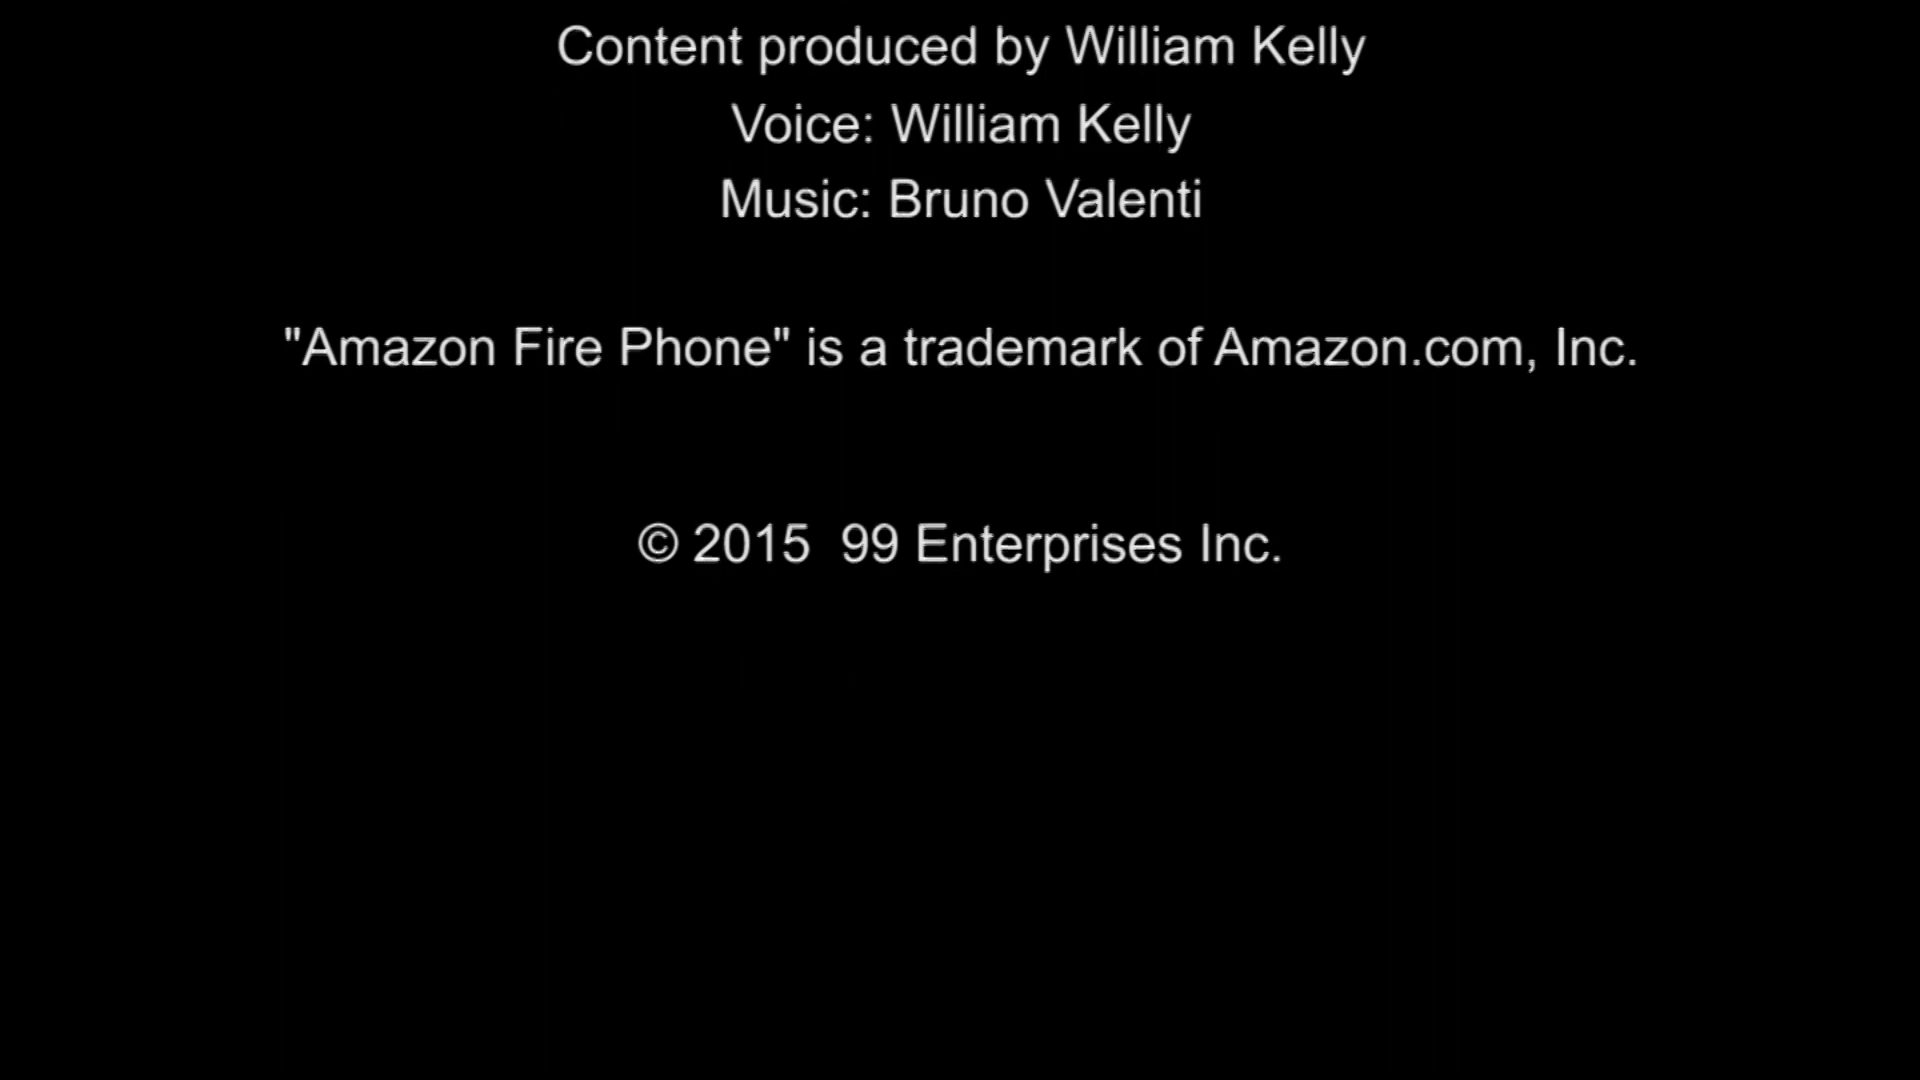 Content produced by William Kelly
Voice: William Kelly
Music: Bruno Valenti
"Amazon Fire Phone" is a trademark of Amazon.com, Inc.
© 2015  99 Enterprises Inc.